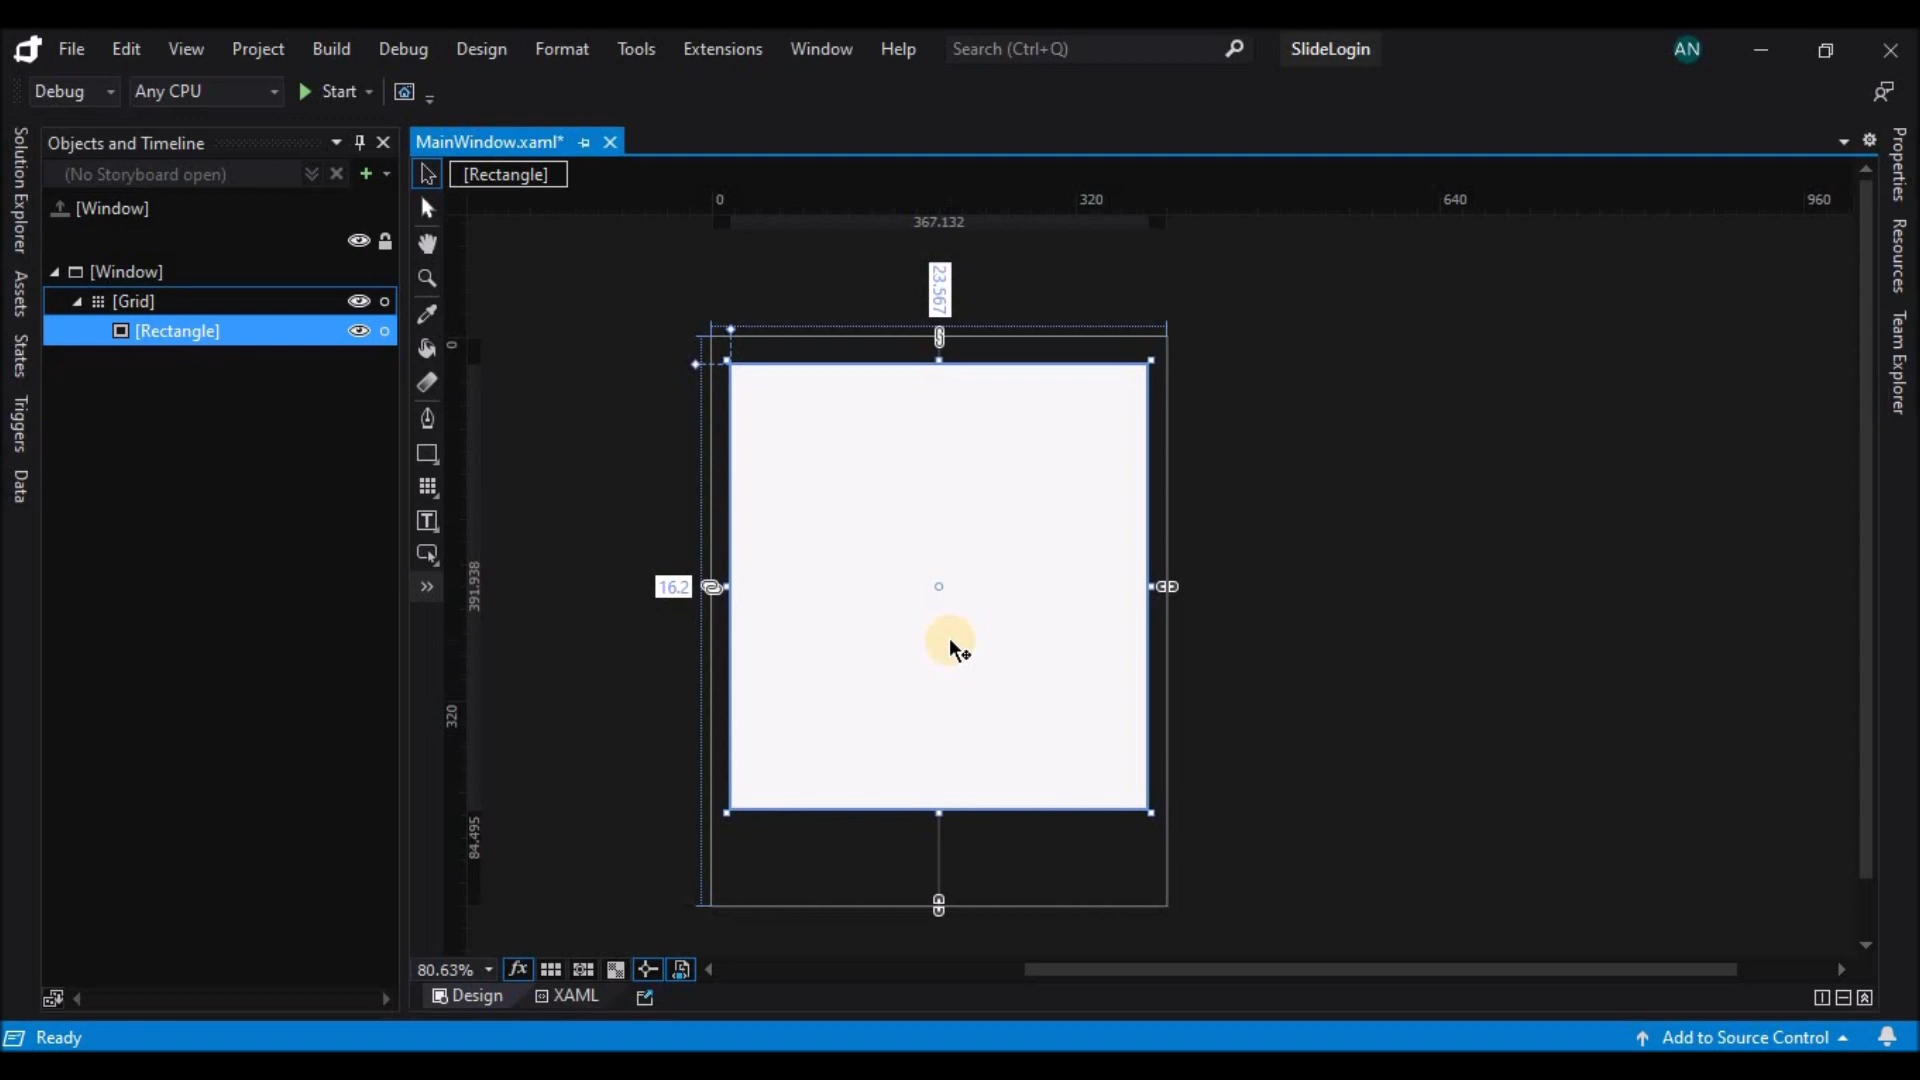 File Edit View Project Build Debug Design Format Tools Extensions Window Help Search (Ctrl+Q) SlideLogin AN
Debug Any CPU Start
Solution Explorer
Assets
States
Triggers
Data
Objects and Timeline
(No Storyboard open)
[Window]
[Window]
[Grid]
[Rectangle]
MainWindow.xaml*
[Rectangle]
0 320 640 960
367.132
23.567
0
16.2
391.938
320
84.495
80.63%
Design XAML
Properties
Resources
Team Explorer
Ready Add to Source Control